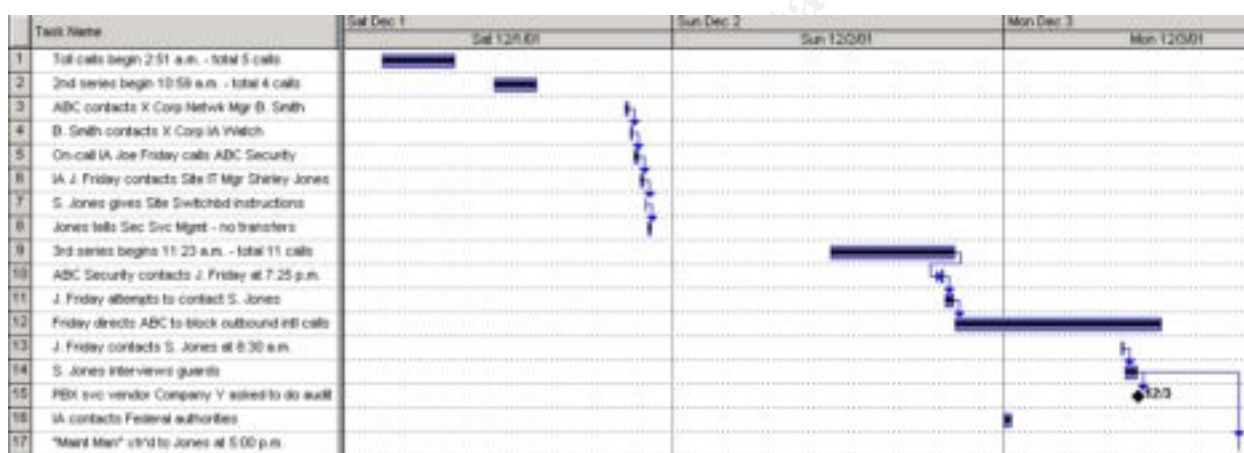 Task Name
Sat Dec 1
Sun Dec 2
Mon Dec 3
Sat 12/1/01
Sun 12/2/01
Mon 12/3/01
1 Toll calls begin 2:51 a.m. - total 5 calls
2 2nd series begin 10:59 a.m. - total 4 calls
3 ABC contacts X Corp Netwk Mgr B. Smith
4 B. Smith contacts X Corp IA Watch
5 On-call IA Joe Friday calls ABC Security
6 IA J. Friday contacts Site IT Mgr Shirley Jones
7 S. Jones gives Site Switchbd instructions
8 Jones tells Sec Svc Mgmt - no transfers
9 3rd series begins 11:23 a.m. - total 11 calls
10 ABC Security contacts J. Friday at 7:25 p.m.
11 J. Friday attempts to contact S. Jones
12 Friday directs ABC to block outbound intl calls
13 J. Friday contacts S. Jones at 8:30 a.m.
14 S. Jones interviews guards
15 PBX svc vendor Company Y asked to do audit
12/3
16 IA contacts Federal authorities
17 "Maint Man" xfr'd to Jones at 5:00 p.m.